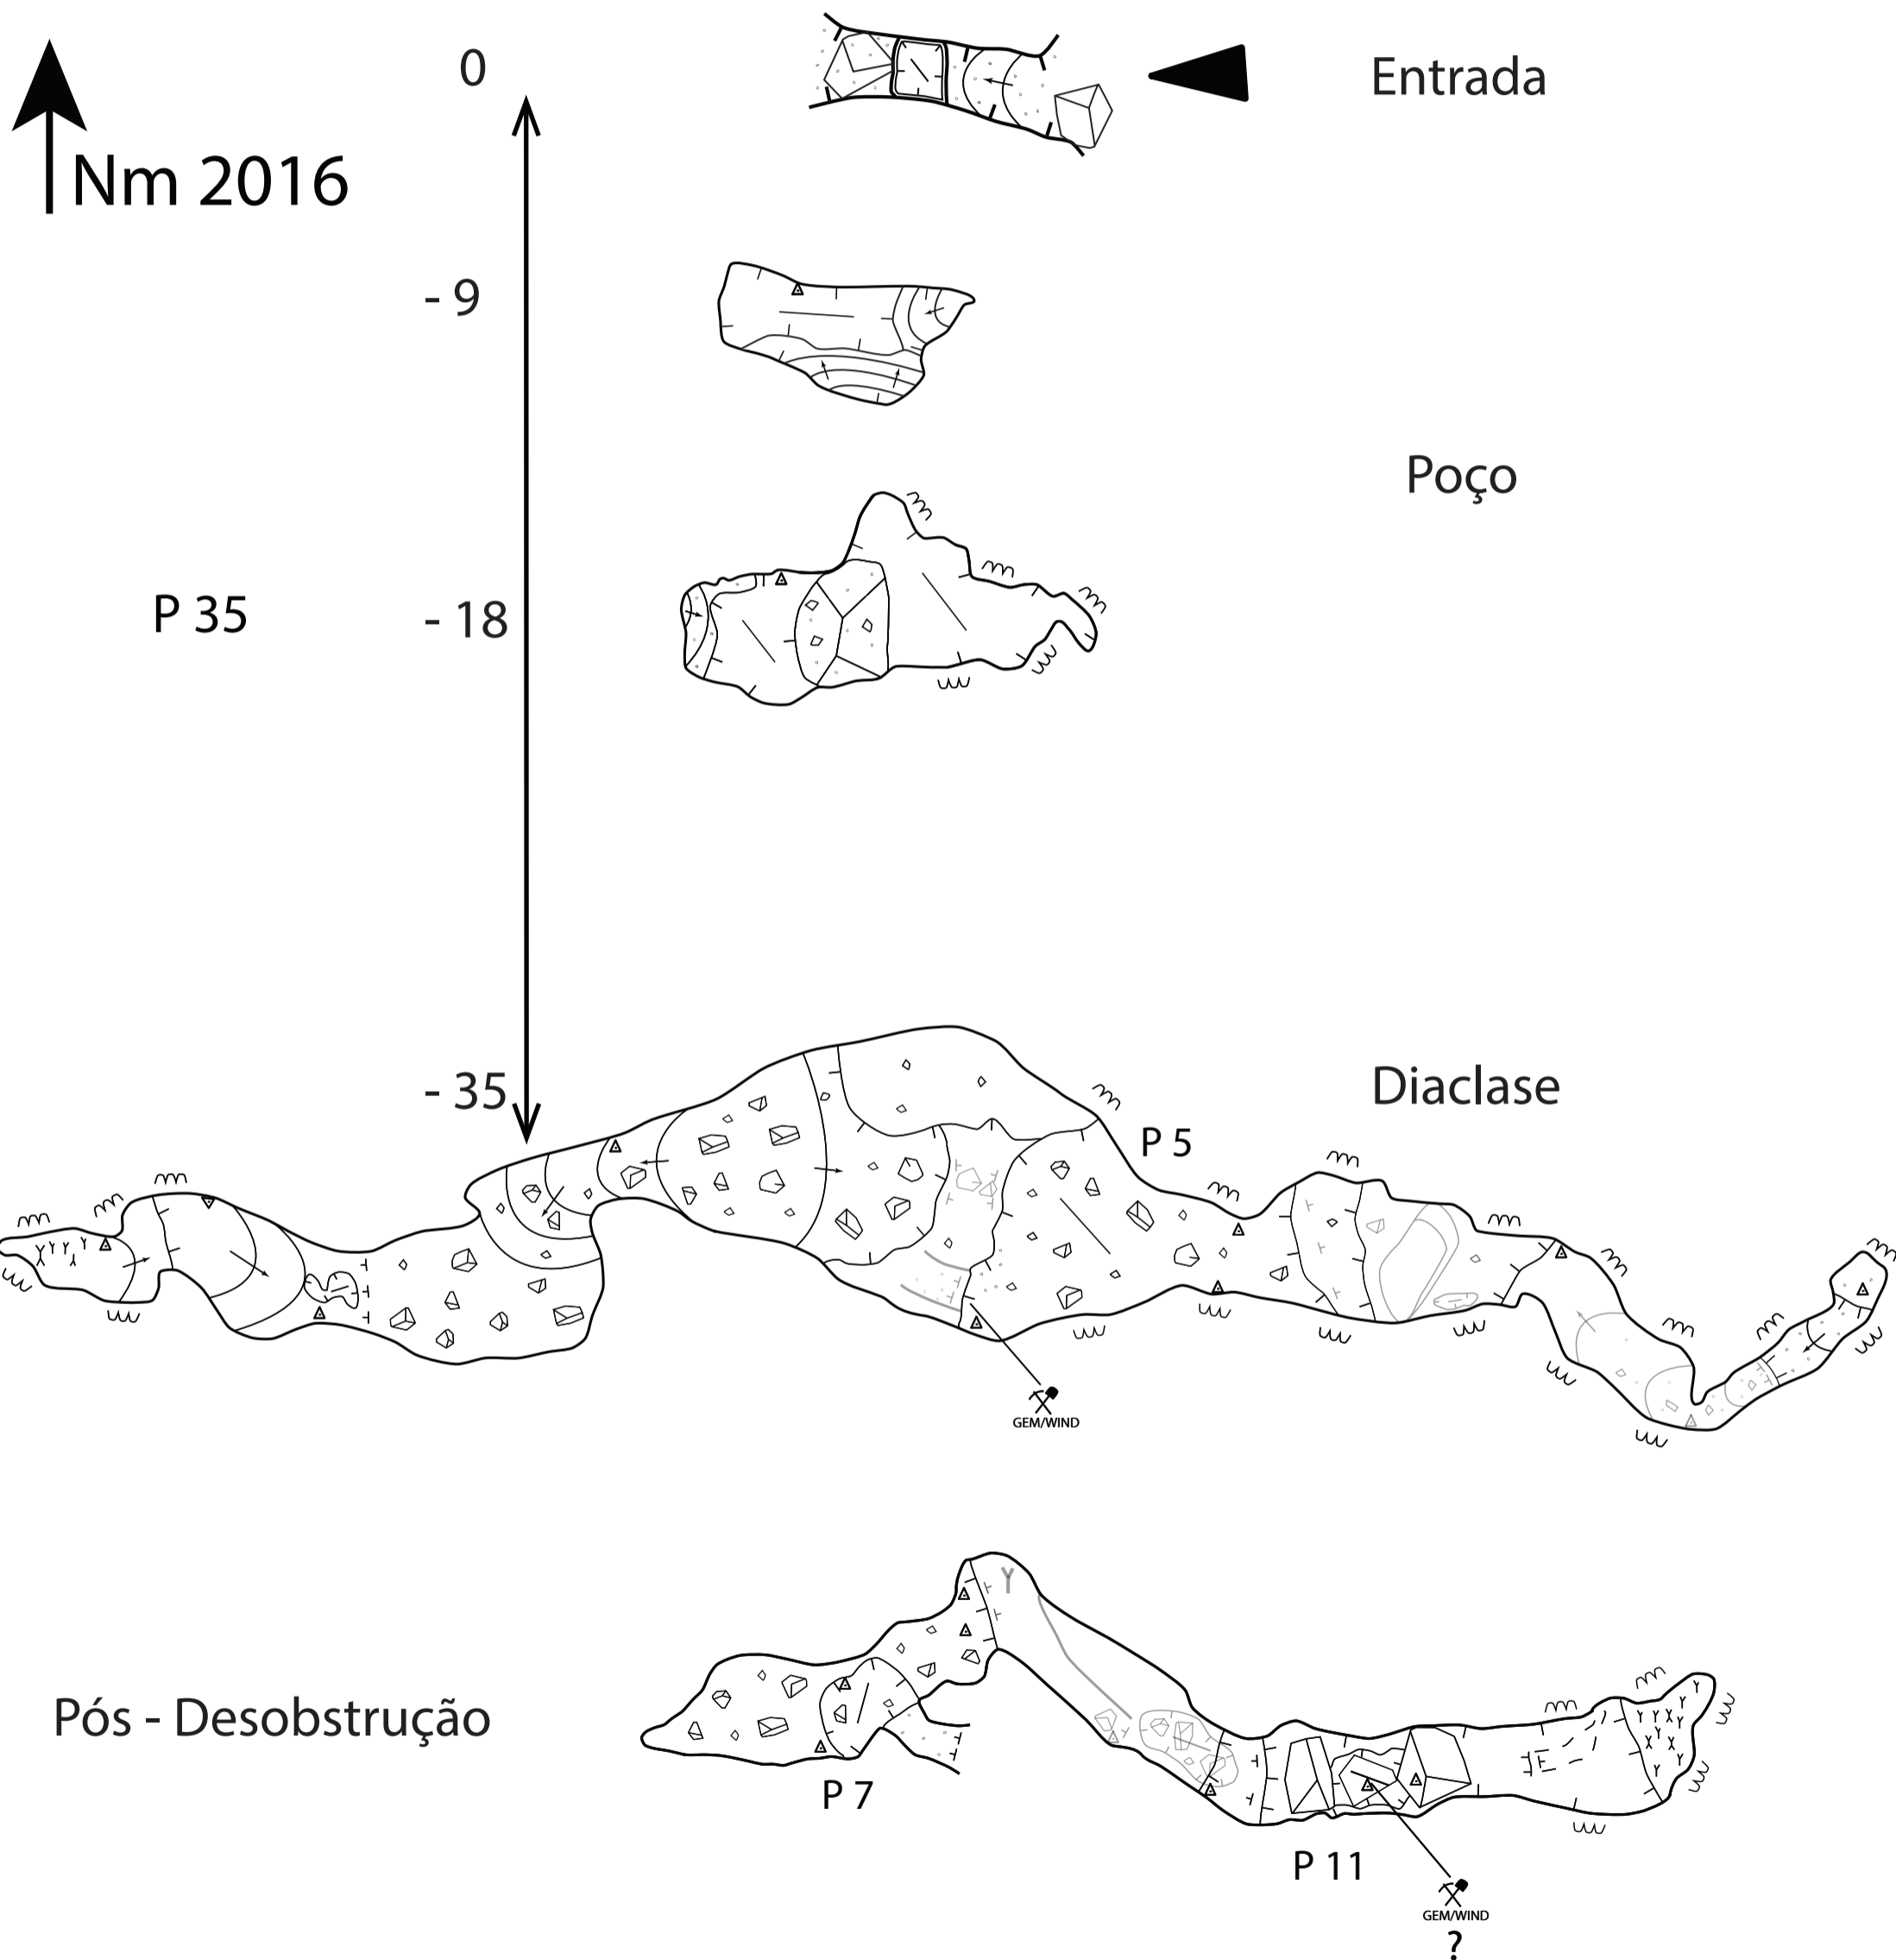 0
Entrada
Nm 2016
- 9
Poço
P 35
- 18
- 35
Diaclase
P 5
GEM/WIND
Pós - Desobstrução
P 7
P 11
GEM/WIND
?